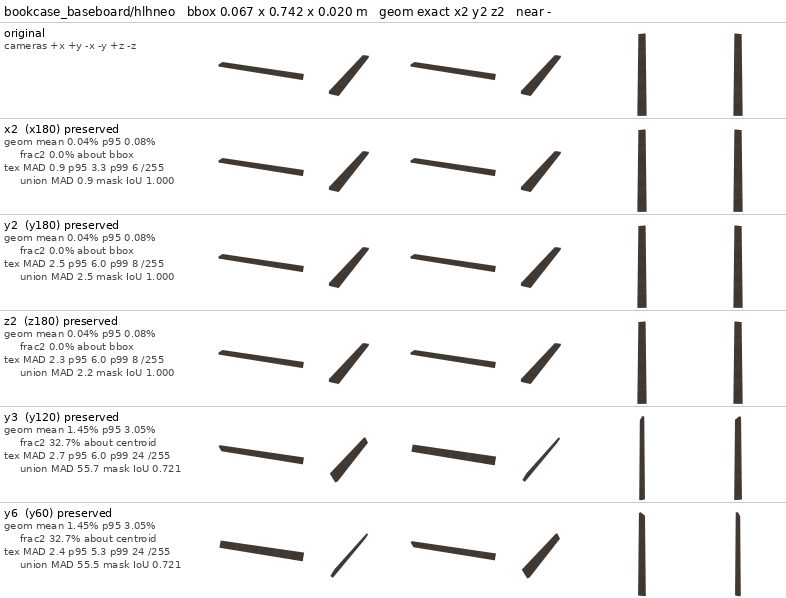 bookcase_baseboard/hlhneo   bbox 0.067 x 0.742 x 0.020 m   geom exact x2 y2 z2   near -
original
cameras +x +y -x -y +z -z
x2  (x180) preserved
geom mean 0.04% p95 0.08%
frac2 0.0% about bbox
tex MAD 0.9 p95 3.3 p99 6 /255
union MAD 0.9 mask IoU 1.000
y2  (y180) preserved
geom mean 0.04% p95 0.08%
frac2 0.0% about bbox
tex MAD 2.5 p95 6.0 p99 8 /255
union MAD 2.5 mask IoU 1.000
z2  (z180) preserved
geom mean 0.04% p95 0.08%
frac2 0.0% about bbox
tex MAD 2.3 p95 6.0 p99 8 /255
union MAD 2.2 mask IoU 1.000
y3  (y120) preserved
geom mean 1.45% p95 3.05%
frac2 32.7% about centroid
tex MAD 2.7 p95 6.0 p99 24 /255
union MAD 55.7 mask IoU 0.721
y6  (y60) preserved
geom mean 1.45% p95 3.05%
frac2 32.7% about centroid
tex MAD 2.4 p95 5.3 p99 24 /255
union MAD 55.5 mask IoU 0.721